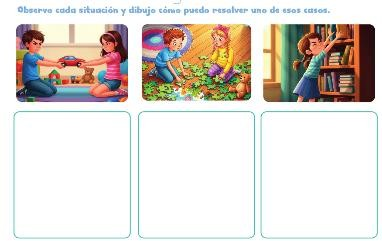 Observo cada situación y dibujo cómo puedo resolver uno de esos casos.